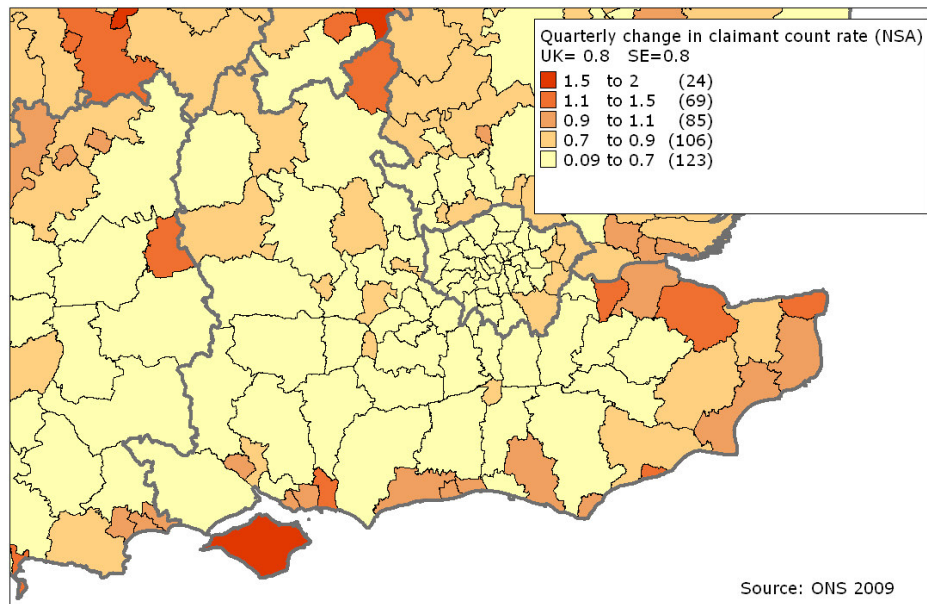 Quarterly change in claimant count rate (NSA)
UK= 0.8 SE=0.8
1.5 to 2 (24)
1.1 to 1.5 (69)
0.9 to 1.1 (85)
0.7 to 0.9 (106)
0.09 to 0.7 (123)
Source: ONS 2009